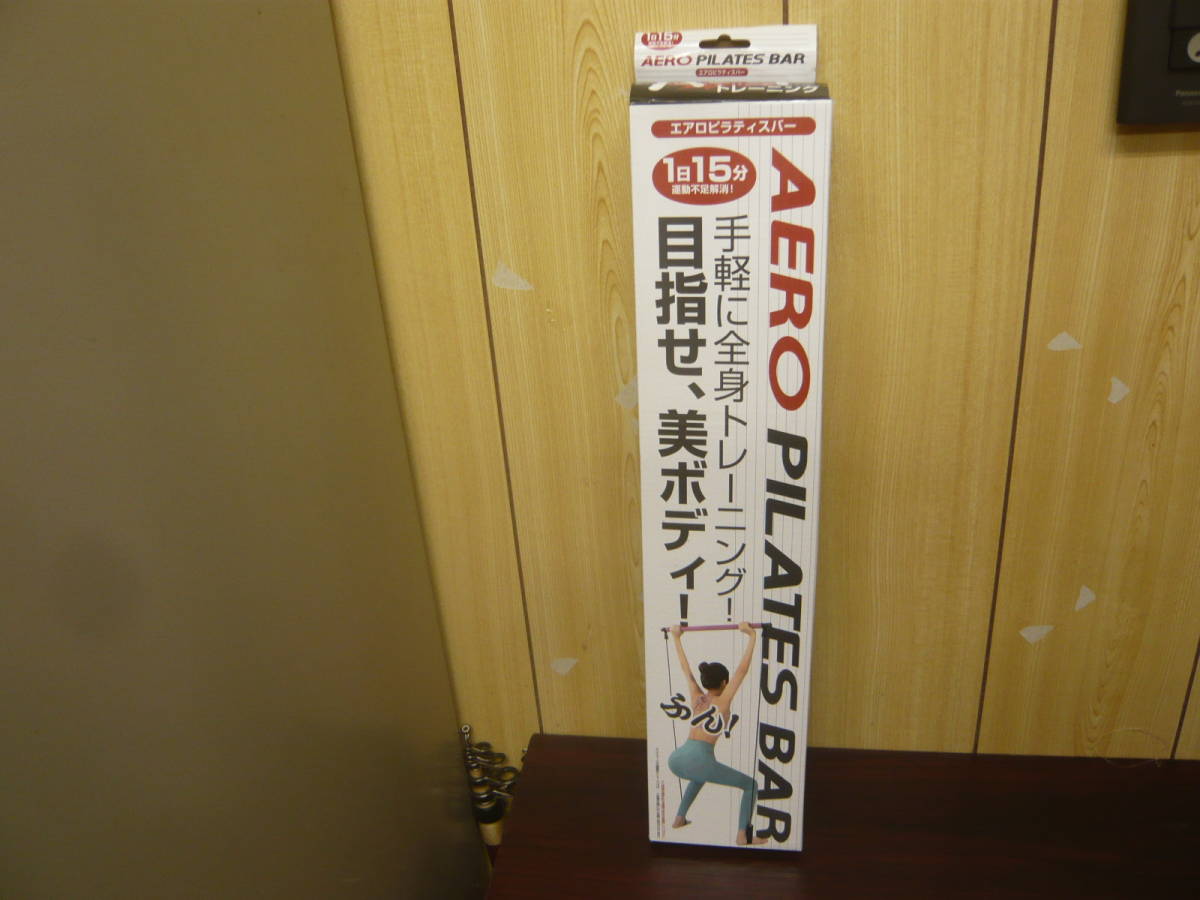 1日15分
AERO PILATES BAR
エアロピラティスバー
トレーニング
エアロピラティスバー
1日15分
運動不足解消！
AERO PILATES BAR
手軽に全身トレーニング！
目指せ、美ボディ！
ふん！